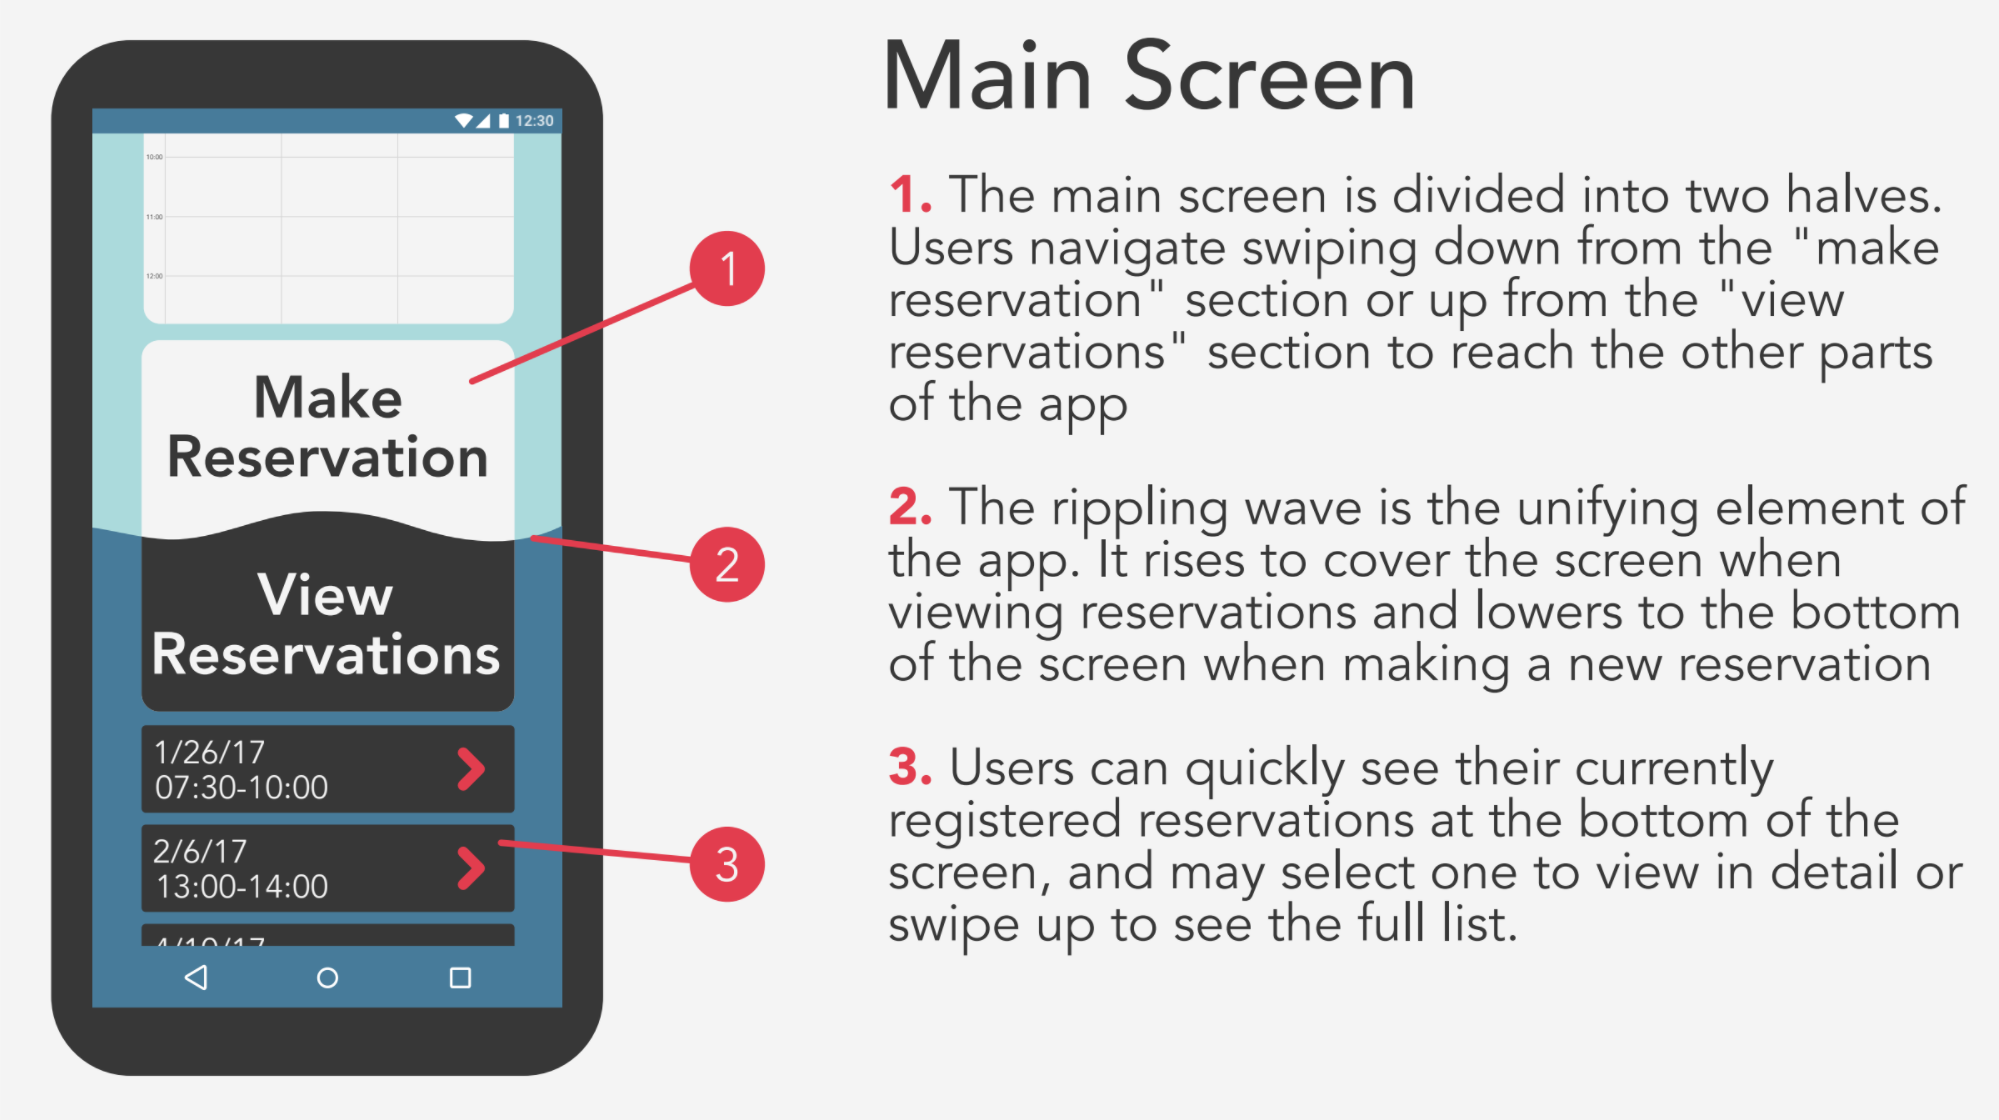 12:30
10:00
11:00
12:00
Make
Reservation
View
Reservations
1/26/17
07:30-10:00
2/6/17
13:00-14:00
4/10/17
1
2
3
Main Screen
1. The main screen is divided into two halves.
Users navigate swiping down from the "make
reservation" section or up from the "view
reservations" section to reach the other parts
of the app
2. The rippling wave is the unifying element of
the app. It rises to cover the screen when
viewing reservations and lowers to the bottom
of the screen when making a new reservation
3. Users can quickly see their currently
registered reservations at the bottom of the
screen, and may select one to view in detail or
swipe up to see the full list.